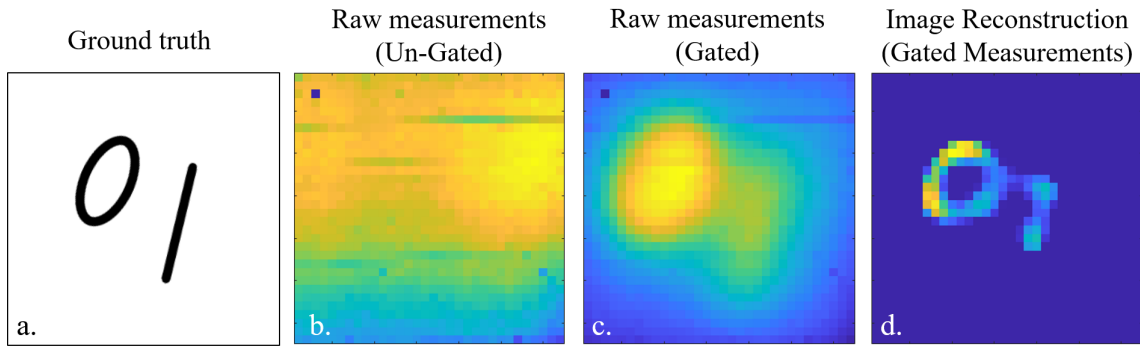 Ground truth
Raw measurements
(Un-Gated)
Raw measurements
(Gated)
Image Reconstruction
(Gated Measurements)
01
a.
b.
c.
d.